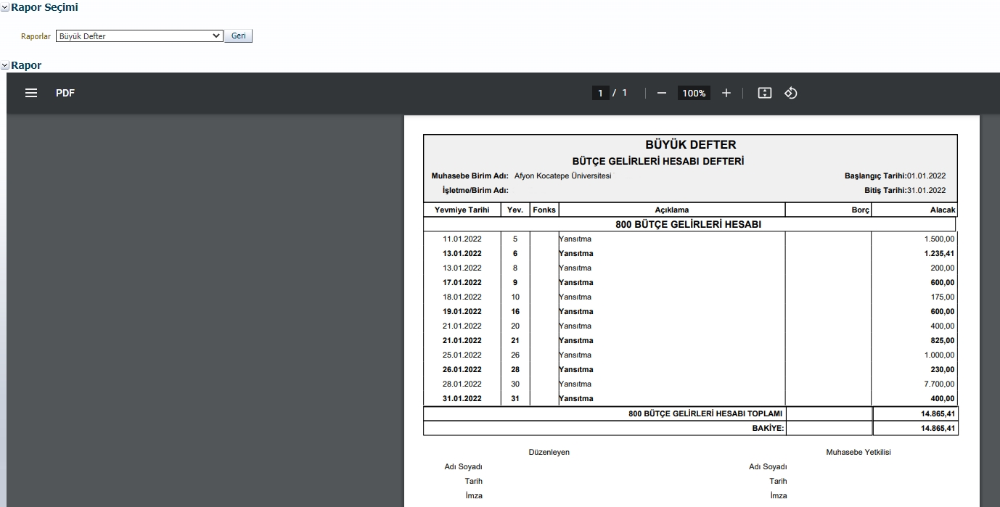 Rapor Seçimi
Raporlar Büyük Defter Geri
Rapor
PDF 1 / 1 100%
BÜYÜK DEFTER
BÜTÇE GELİRLERİ HESABI DEFTERİ
Muhasebe Birim Adı: Afyon Kocatepe Üniversitesi Başlangıç Tarihi:01.01.2022
İşletme/Birim Adı: Bitiş Tarihi:31.01.2022
Yevmiye Tarihi Yev. Fonks Açıklama Borç Alacak
800 BÜTÇE GELİRLERİ HESABI
11.01.2022 5 Yansıtma 1.500,00
13.01.2022 6 Yansıtma 1.235,41
13.01.2022 8 Yansıtma 200,00
17.01.2022 9 Yansıtma 600,00
18.01.2022 10 Yansıtma 175,00
19.01.2022 16 Yansıtma 600,00
21.01.2022 20 Yansıtma 400,00
21.01.2022 21 Yansıtma 825,00
25.01.2022 26 Yansıtma 1.000,00
26.01.2022 28 Yansıtma 230,00
28.01.2022 30 Yansıtma 7.700,00
31.01.2022 31 Yansıtma 400,00
800 BÜTÇE GELİRLERİ HESABI TOPLAMI 14.865,41
BAKİYE: 14.865,41
Düzenleyen Muhasebe Yetkilisi
Adı Soyadı Adı Soyadı
Tarih Tarih
İmza İmza